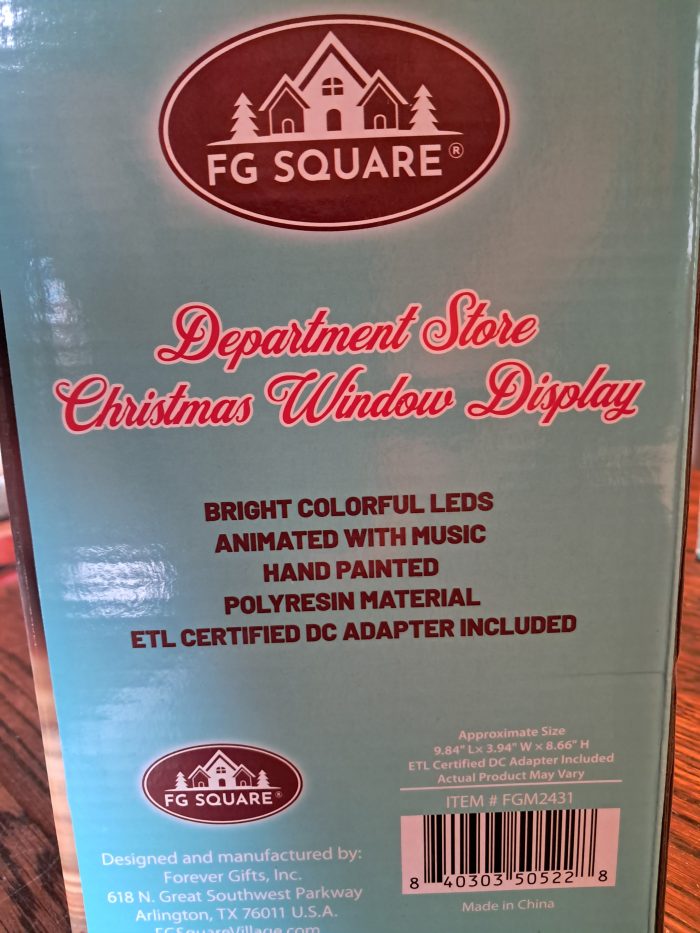 FG SQUARE®
Department Store
Christmas Window Display
BRIGHT COLORFUL LEDS
ANIMATED WITH MUSIC
HAND PAINTED
POLYRESIN MATERIAL
ETL CERTIFIED DC ADAPTER INCLUDED
Approximate Size
9.84" L× 3.94" W × 8.66" H
ETL Certified DC Adapter Included
Actual Product May Vary
ITEM # FGM2431
8 40303 50522 8
Made in China
FG SQUARE®
Designed and manufactured by:
Forever Gifts, Inc.
618 N. Great Southwest Parkway
Arlington, TX 76011 U.S.A.
FGSquareVillage.com